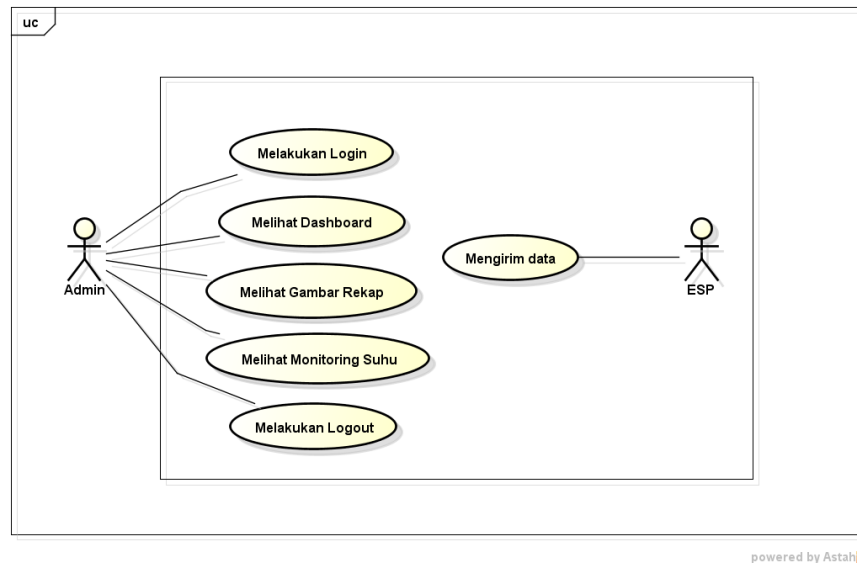 uc
Melakukan Login
Melihat Dashboard
Melihat Gambar Rekap
Melihat Monitoring Suhu
Melakukan Logout
Mengirim data
Admin
ESP
powered by Astah